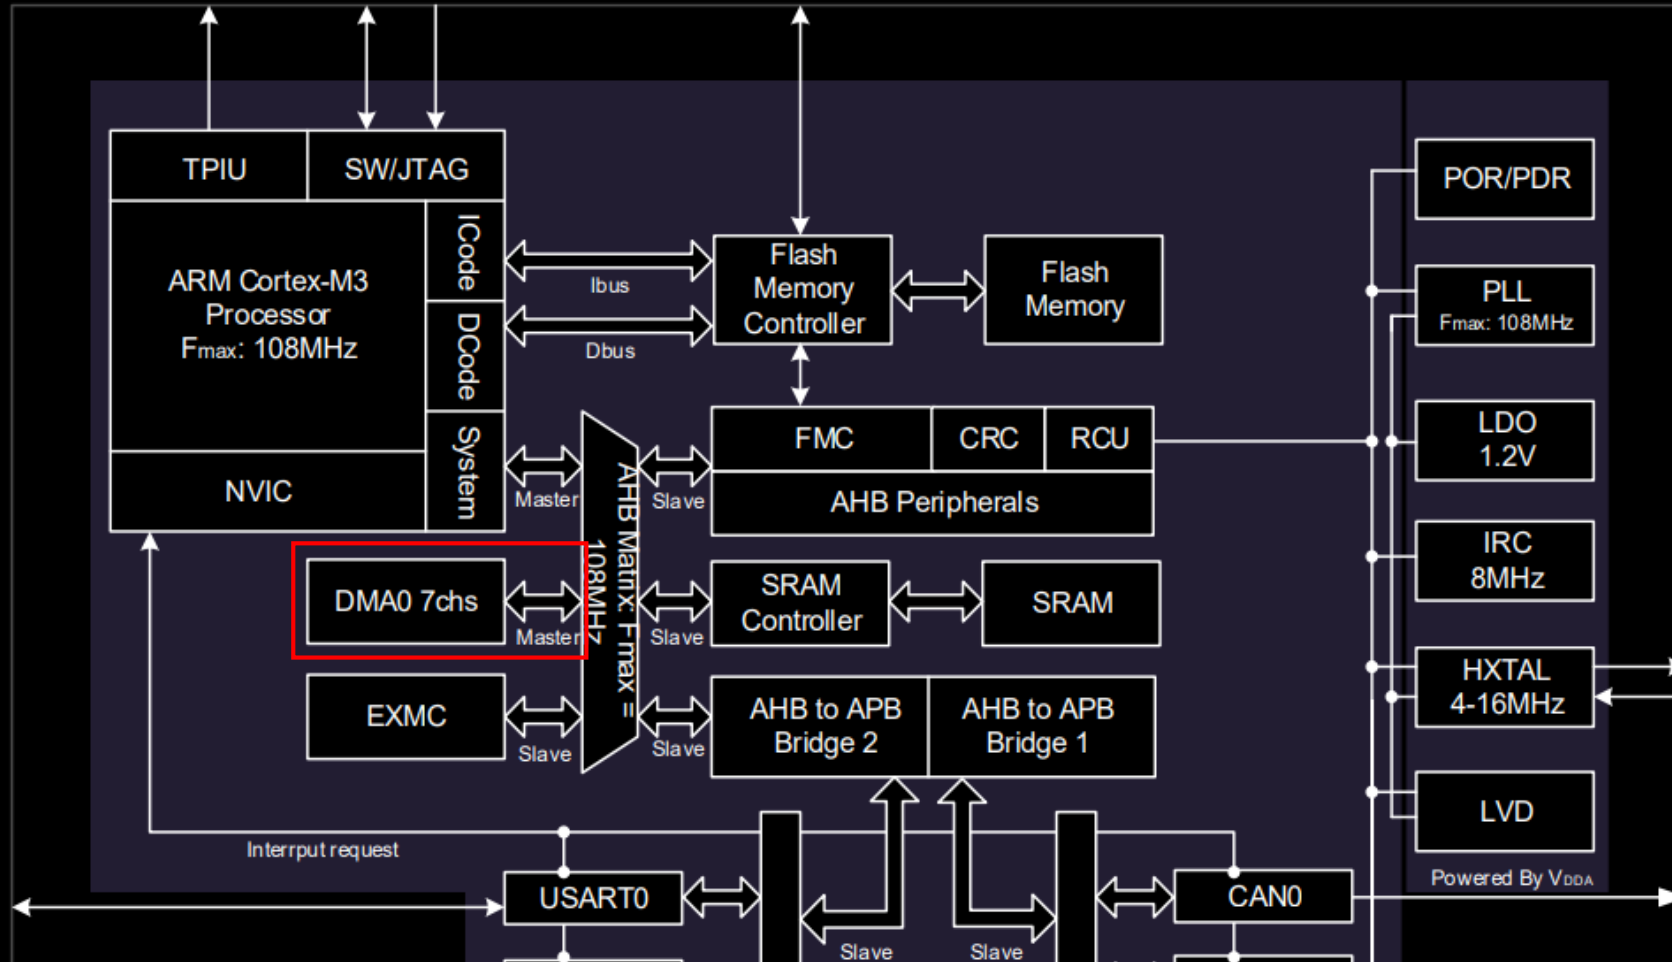 TPIU
SW/JTAG
ICode
DCode
System
ARM Cortex-M3
Processor
Fmax: 108MHz
NVIC
Ibus
Dbus
Flash
Memory
Controller
Flash
Memory
Master
Slave
FMC
CRC
RCU
AHB Peripherals
AHB Matrix: Fmax =
108MHz
DMA0 7chs
Master
Slave
SRAM
Controller
SRAM
EXMC
Slave
Slave
AHB to APB
Bridge 2
AHB to APB
Bridge 1
Interrput request
USART0
Slave
Slave
CAN0
POR/PDR
PLL
Fmax: 108MHz
LDO
1.2V
IRC
8MHz
HXTAL
4-16MHz
LVD
Powered By VDDA